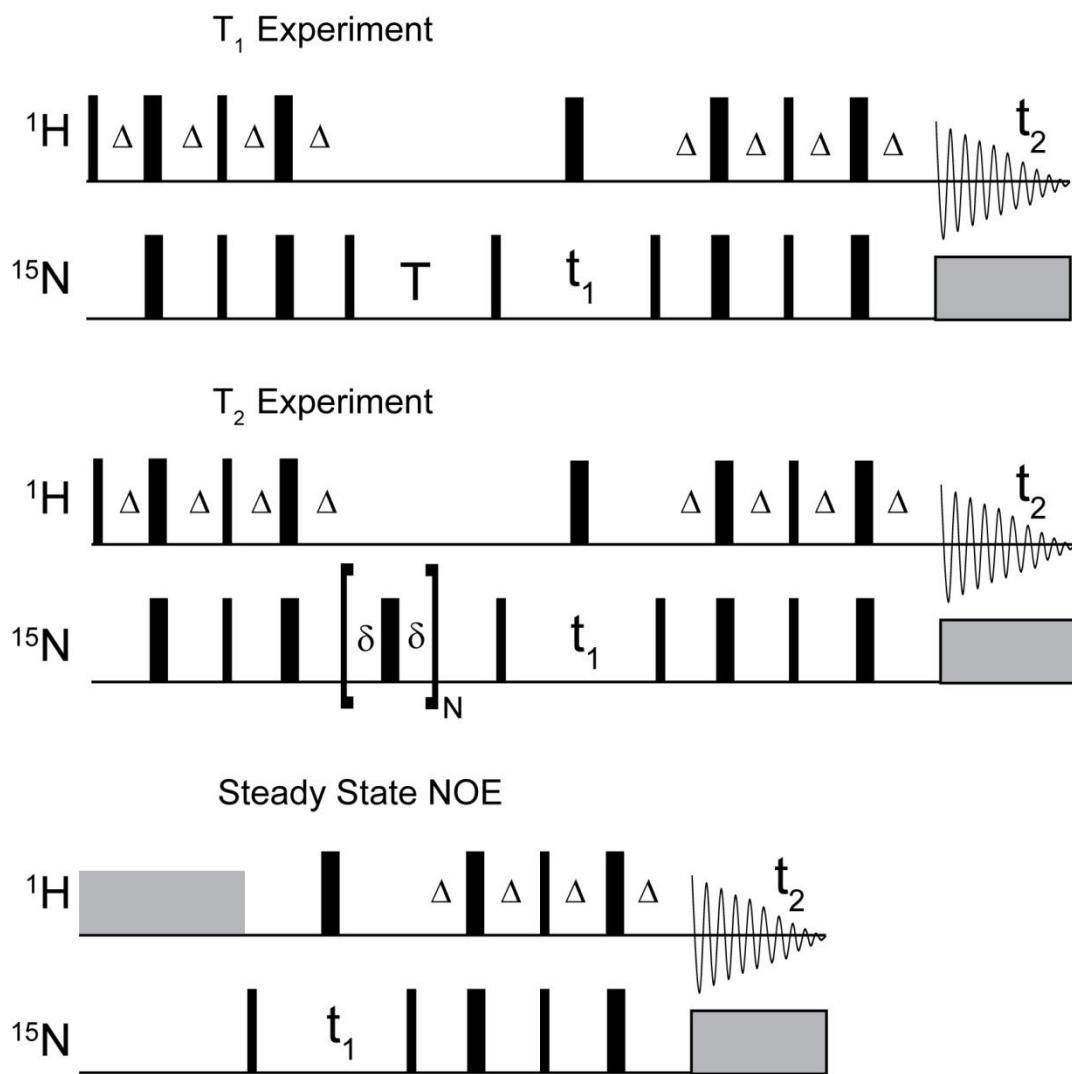 T₁ Experiment
¹H Δ Δ Δ Δ Δ Δ Δ Δ t₂
¹⁵N T t₁
T₂ Experiment
¹H Δ Δ Δ Δ Δ Δ Δ Δ t₂
¹⁵N [ δ δ ]N t₁
Steady State NOE
¹H Δ Δ Δ Δ t₂
¹⁵N t₁